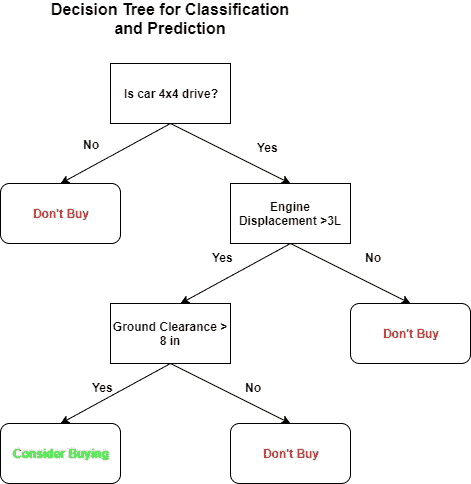 Decision Tree for Classification
and Prediction
Is car 4x4 drive?
No
Yes
Don't Buy
Engine
Displacement >3L
Yes
No
Ground Clearance >
8 in
Don't Buy
Yes
No
Consider Buying
Don't Buy